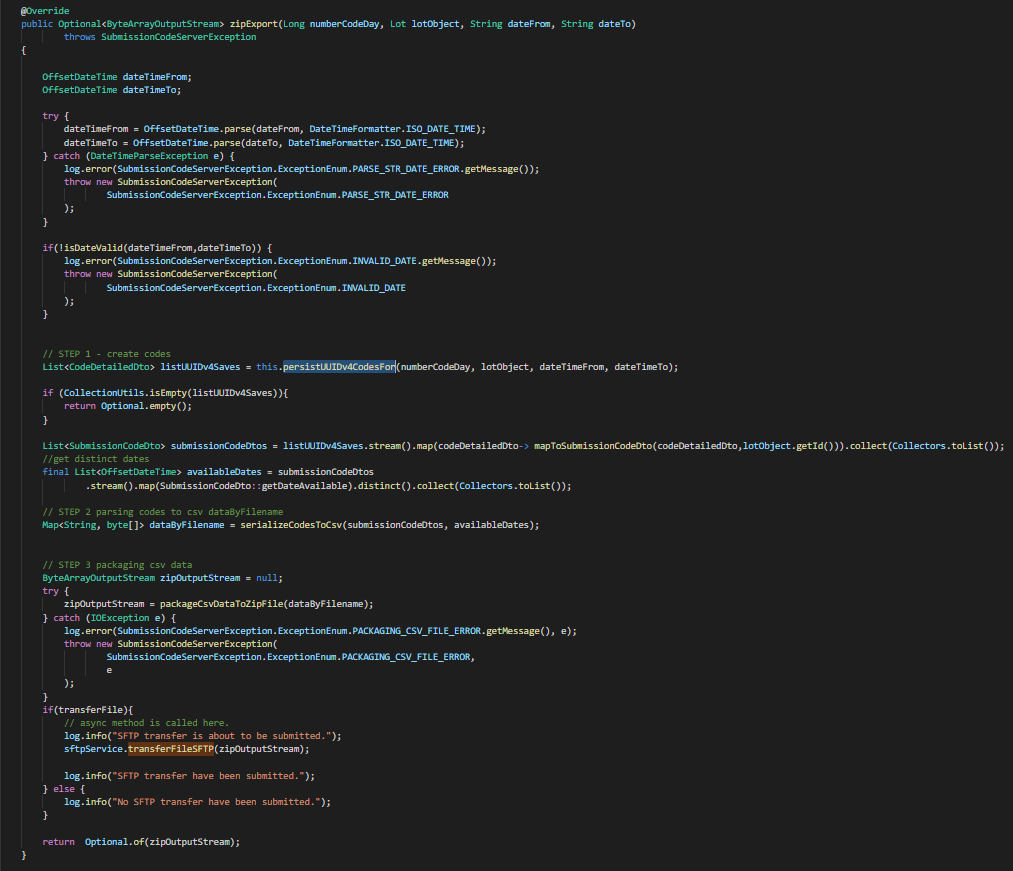 @Override
public Optional<ByteArrayOutputStream> zipExport(Long numberCodeDay, Lot lotObject, String dateFrom, String dateTo)
throws SubmissionCodeServerException
{
OffsetDateTime dateTimeFrom;
OffsetDateTime dateTimeTo;
try {
dateTimeFrom = OffsetDateTime.parse(dateFrom, DateTimeFormatter.ISO_DATE_TIME);
dateTimeTo = OffsetDateTime.parse(dateTo, DateTimeFormatter.ISO_DATE_TIME);
} catch (DateTimeParseException e) {
log.error(SubmissionCodeServerException.ExceptionEnum.PARSE_STR_DATE_ERROR.getMessage());
throw new SubmissionCodeServerException(
SubmissionCodeServerException.ExceptionEnum.PARSE_STR_DATE_ERROR
);
}
if(!isDateValid(dateTimeFrom,dateTimeTo)) {
log.error(SubmissionCodeServerException.ExceptionEnum.INVALID_DATE.getMessage());
throw new SubmissionCodeServerException(
SubmissionCodeServerException.ExceptionEnum.INVALID_DATE
);
}
// STEP 1 - create codes
List<CodeDetailedDto> listUUIDv4Saves = this.persistUUIDv4CodesFor(numberCodeDay, lotObject, dateTimeFrom, dateTimeTo);
if (CollectionUtils.isEmpty(listUUIDv4Saves)){
return Optional.empty();
}
List<SubmissionCodeDto> submissionCodeDtos = listUUIDv4Saves.stream().map(codeDetailedDto-> mapToSubmissionCodeDto(codeDetailedDto,lotObject.getId())).collect(Collectors.toList());
//get distinct dates
final List<OffsetDateTime> availableDates = submissionCodeDtos
.stream().map(SubmissionCodeDto::getDateAvailable).distinct().collect(Collectors.toList());
// STEP 2 parsing codes to csv dataByFilename
Map<String, byte[]> dataByFilename = serializeCodesToCsv(submissionCodeDtos, availableDates);
// STEP 3 packaging csv data
ByteArrayOutputStream zipOutputStream = null;
try {
zipOutputStream = packageCsvDataToZipFile(dataByFilename);
} catch (IOException e) {
log.error(SubmissionCodeServerException.ExceptionEnum.PACKAGING_CSV_FILE_ERROR.getMessage(), e);
throw new SubmissionCodeServerException(
SubmissionCodeServerException.ExceptionEnum.PACKAGING_CSV_FILE_ERROR,
e
);
}
if(transferFile){
// async method is called here.
log.info("SFTP transfer is about to be submitted.");
sftpService.transferFileSFTP(zipOutputStream);
log.info("SFTP transfer have been submitted.");
} else {
log.info("No SFTP transfer have been submitted.");
}
return  Optional.of(zipOutputStream);
}